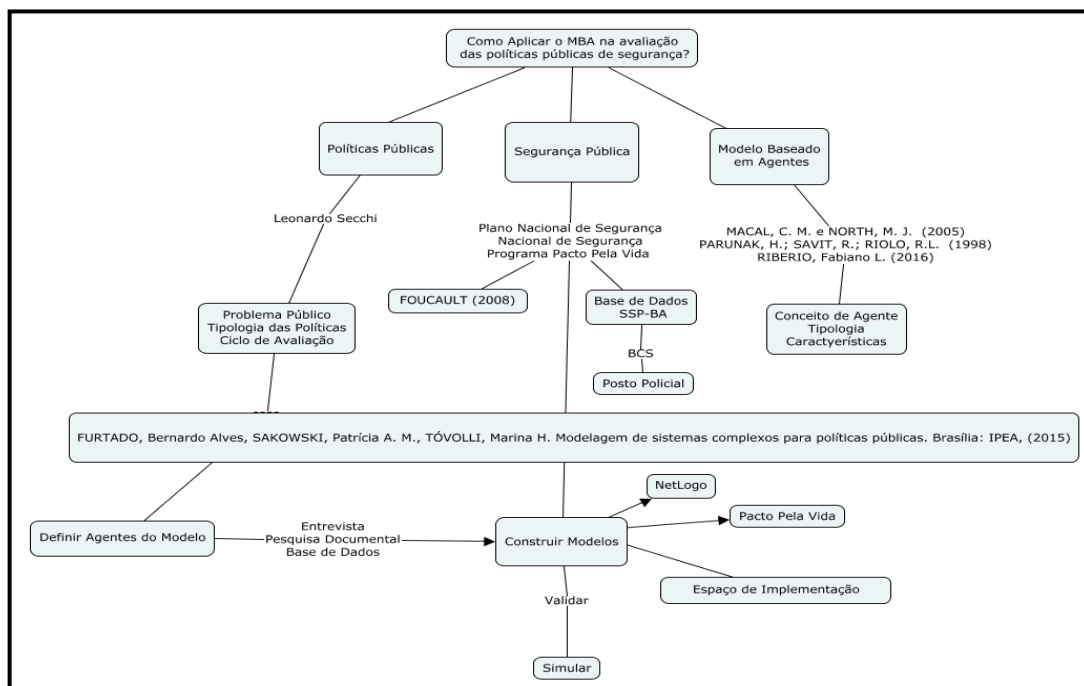 Como Aplicar o MBA na avaliação
das políticas públicas de segurança?
Políticas Públicas
Segurança Pública
Modelo Baseado
em Agentes
Leonardo Secchi
Plano Nacional de Segurança
Nacional de Segurança
Programa Pacto Pela Vida
MACAL, C. M. e NORTH, M. J. (2005)
PARUNAK, H.; SAVIT, R.; RIOLO, R.L. (1998)
RIBERIO, Fabiano L. (2016)
FOUCAULT (2008)
Base de Dados
SSP-BA
Problema Público
Tipologia das Políticas
Ciclo de Avaliação
Conceito de Agente
Tipologia
Caractyerísticas
BCS
Posto Policial
FURTADO, Bernardo Alves, SAKOWSKI, Patrícia A. M., TÓVOLLI, Marina H. Modelagem de sistemas complexos para políticas públicas. Brasília: IPEA, (2015)
NetLogo
Pacto Pela Vida
Definir Agentes do Modelo
Entrevista
Pesquisa Documental
Base de Dados
Construir Modelos
Espaço de Implementação
Validar
Simular